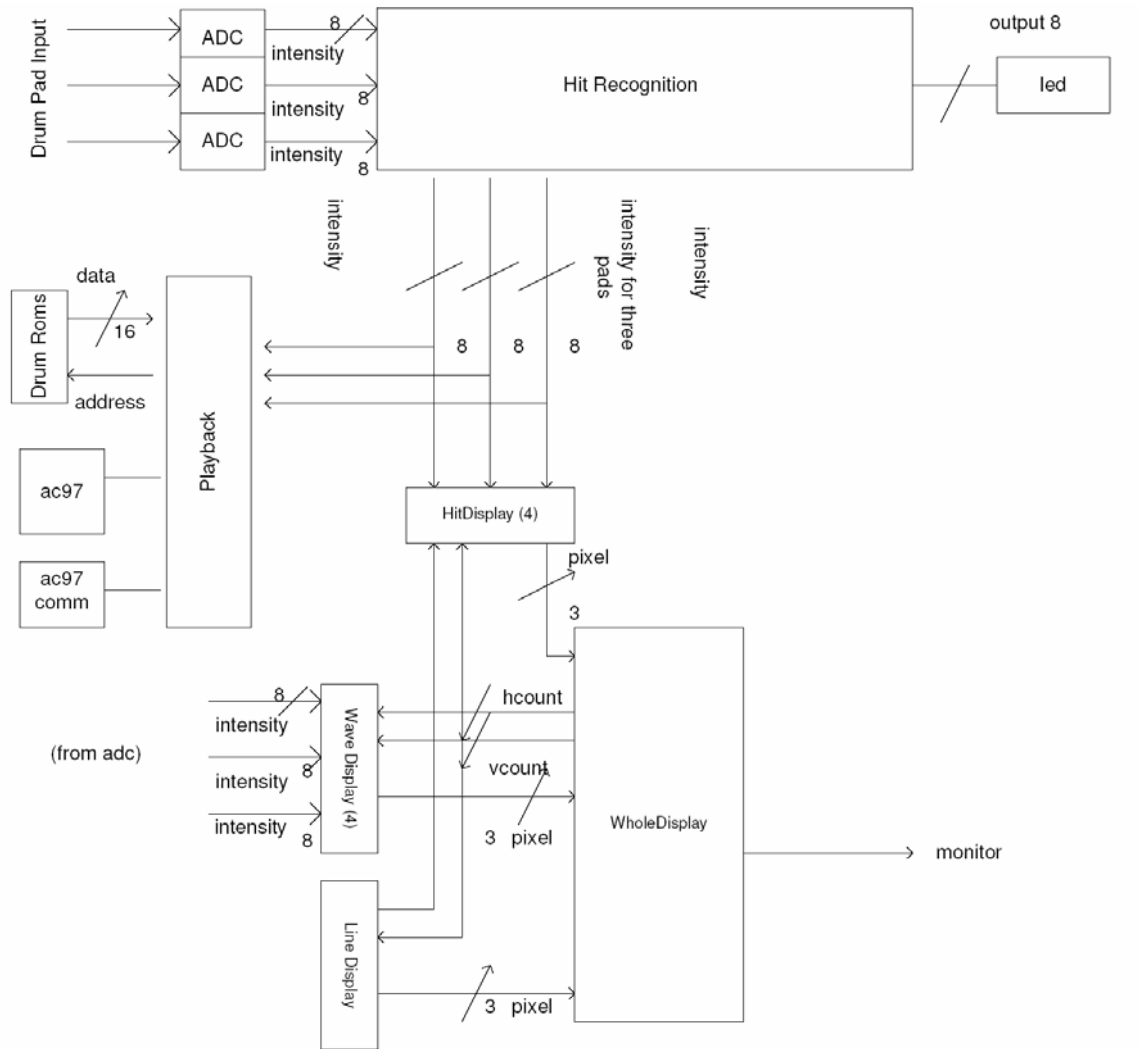 output 8
Drum Pad Input
ADC
8
intensity
Hit Recognition
led
ADC
8
intensity
ADC
intensity
8
intensity
intensity for three
pads
intensity
data
16
Drum Roms
address
8
8
8
Playback
ac97
HitDisplay (4)
ac97
comm
pixel
3
8
intensity
hcount
Wave Display (4)
(from adc)
intensity
8
vcount
intensity
8
3 pixel
WholeDisplay
monitor
Line Display
3 pixel